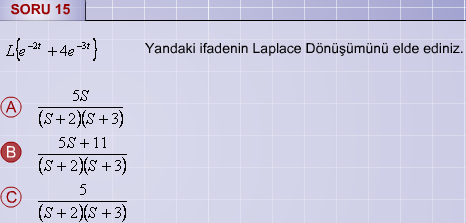 SORU 15
L{e^{-2t} + 4e^{-3t}} Yandaki ifadenin Laplace Dönüşümünü elde ediniz.
A 5S / (S+2)(S+3)
B 5S+11 / (S+2)(S+3)
C 5 / (S+2)(S+3)